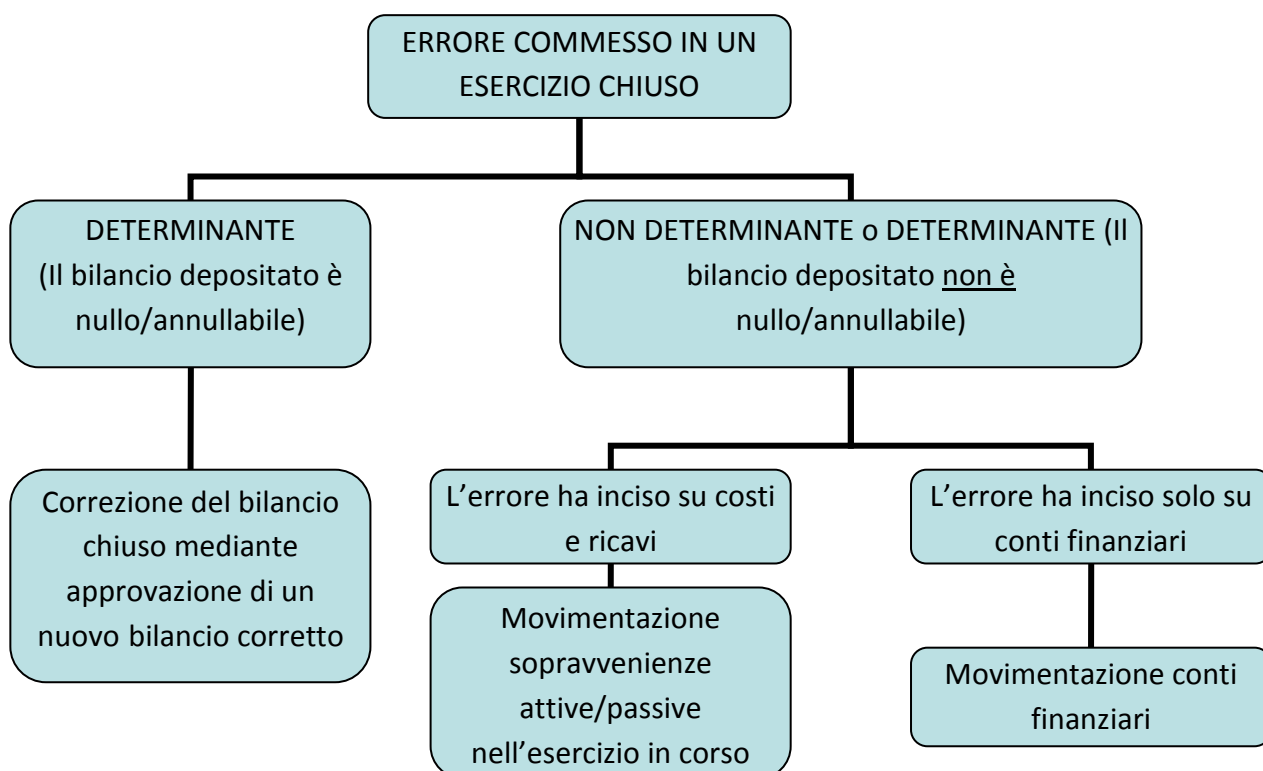 ERRORE COMMESSO IN UN
ESERCIZIO CHIUSO
DETERMINANTE
(Il bilancio depositato è
nullo/annullabile)
NON DETERMINANTE o DETERMINANTE (Il
bilancio depositato non è
nullo/annullabile)
Correzione del bilancio
chiuso mediante
approvazione di un
nuovo bilancio corretto
L’errore ha inciso su costi
e ricavi
L’errore ha inciso solo su
conti finanziari
Movimentazione
sopravvenienze
attive/passive
nell’esercizio in corso
Movimentazione conti
finanziari